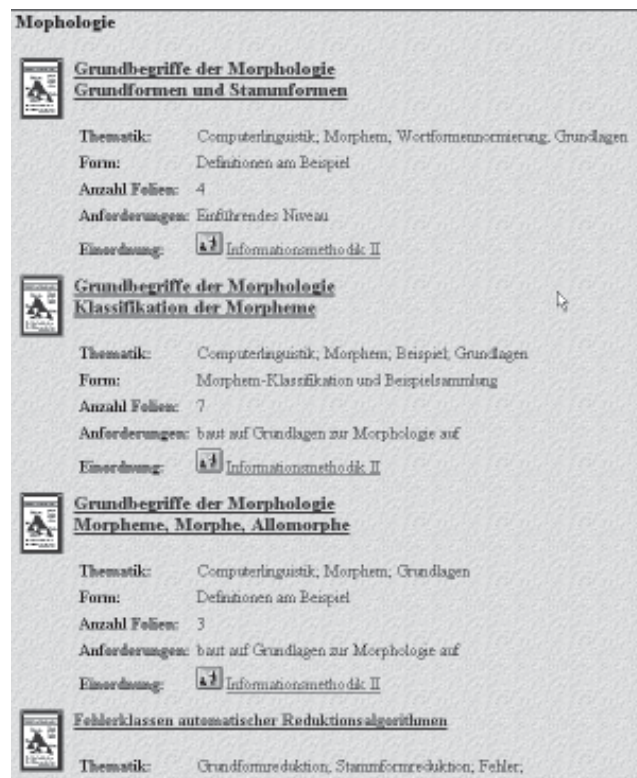 Mophologie
Grundbegriffe der Morphologie
Grundformen und Stammformen
Thematik: Computerlinguistik; Morphem; Wortformennormierung; Grundlagen
Form: Definitionen am Beispiel
Anzahl Folien: 4
Anforderungen: Einführendes Niveau
Einordnung: Informationsmethodik II
Grundbegriffe der Morphologie
Klassifikation der Morpheme
Thematik: Computerlinguistik; Morphem; Beispiel; Grundlagen
Form: Morphem-Klassifikation und Beispielsammlung
Anzahl Folien: 7
Anforderungen: baut auf Grundlagen zur Morphologie auf
Einordnung: Informationsmethodik II
Grundbegriffe der Morphologie
Morpheme, Morphe, Allomorphe
Thematik: Computerlinguistik; Morphem; Grundlagen
Form: Definitionen am Beispiel
Anzahl Folien: 3
Anforderungen: baut auf Grundlagen zur Morphologie auf
Einordnung: Informationsmethodik II
Fehlerklassen automatischer Reduktionsalgorithmen
Thematik: Grundformreduktion; Stammformreduktion; Fehler;